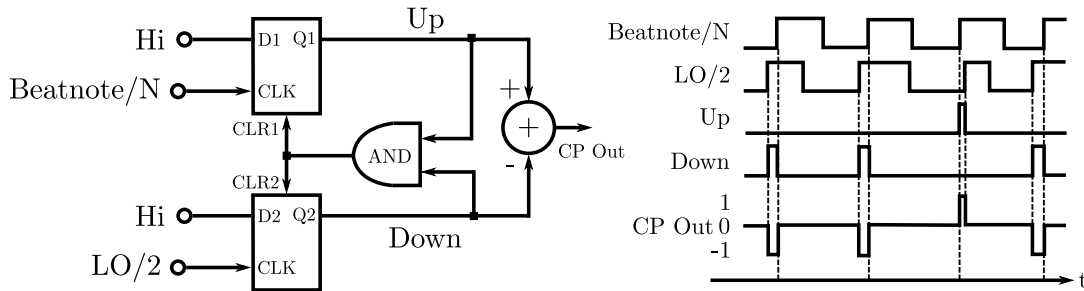 Up
Hi
D1 Q1
Beatnote/N
CLK
CLR1
+
+
-
CP Out
AND
CLR2
Hi
D2 Q2
Down
LO/2
CLK
Beatnote/N
LO/2
Up
Down
1
CP Out 0
-1
t